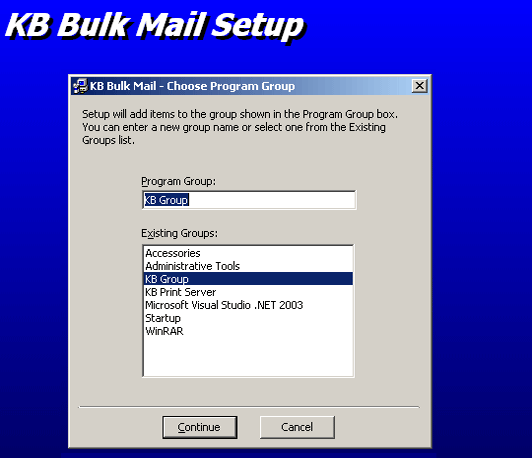 KB Bulk Mail Setup
KB Bulk Mail - Choose Program Group
Setup will add items to the group shown in the Program Group box.
You can enter a new group name or select one from the Existing
Groups list.
Program Group:
KB Group
Existing Groups:
Accessories
Administrative Tools
KB Group
KB Print Server
Microsoft Visual Studio .NET 2003
Startup
WinRAR
Continue
Cancel